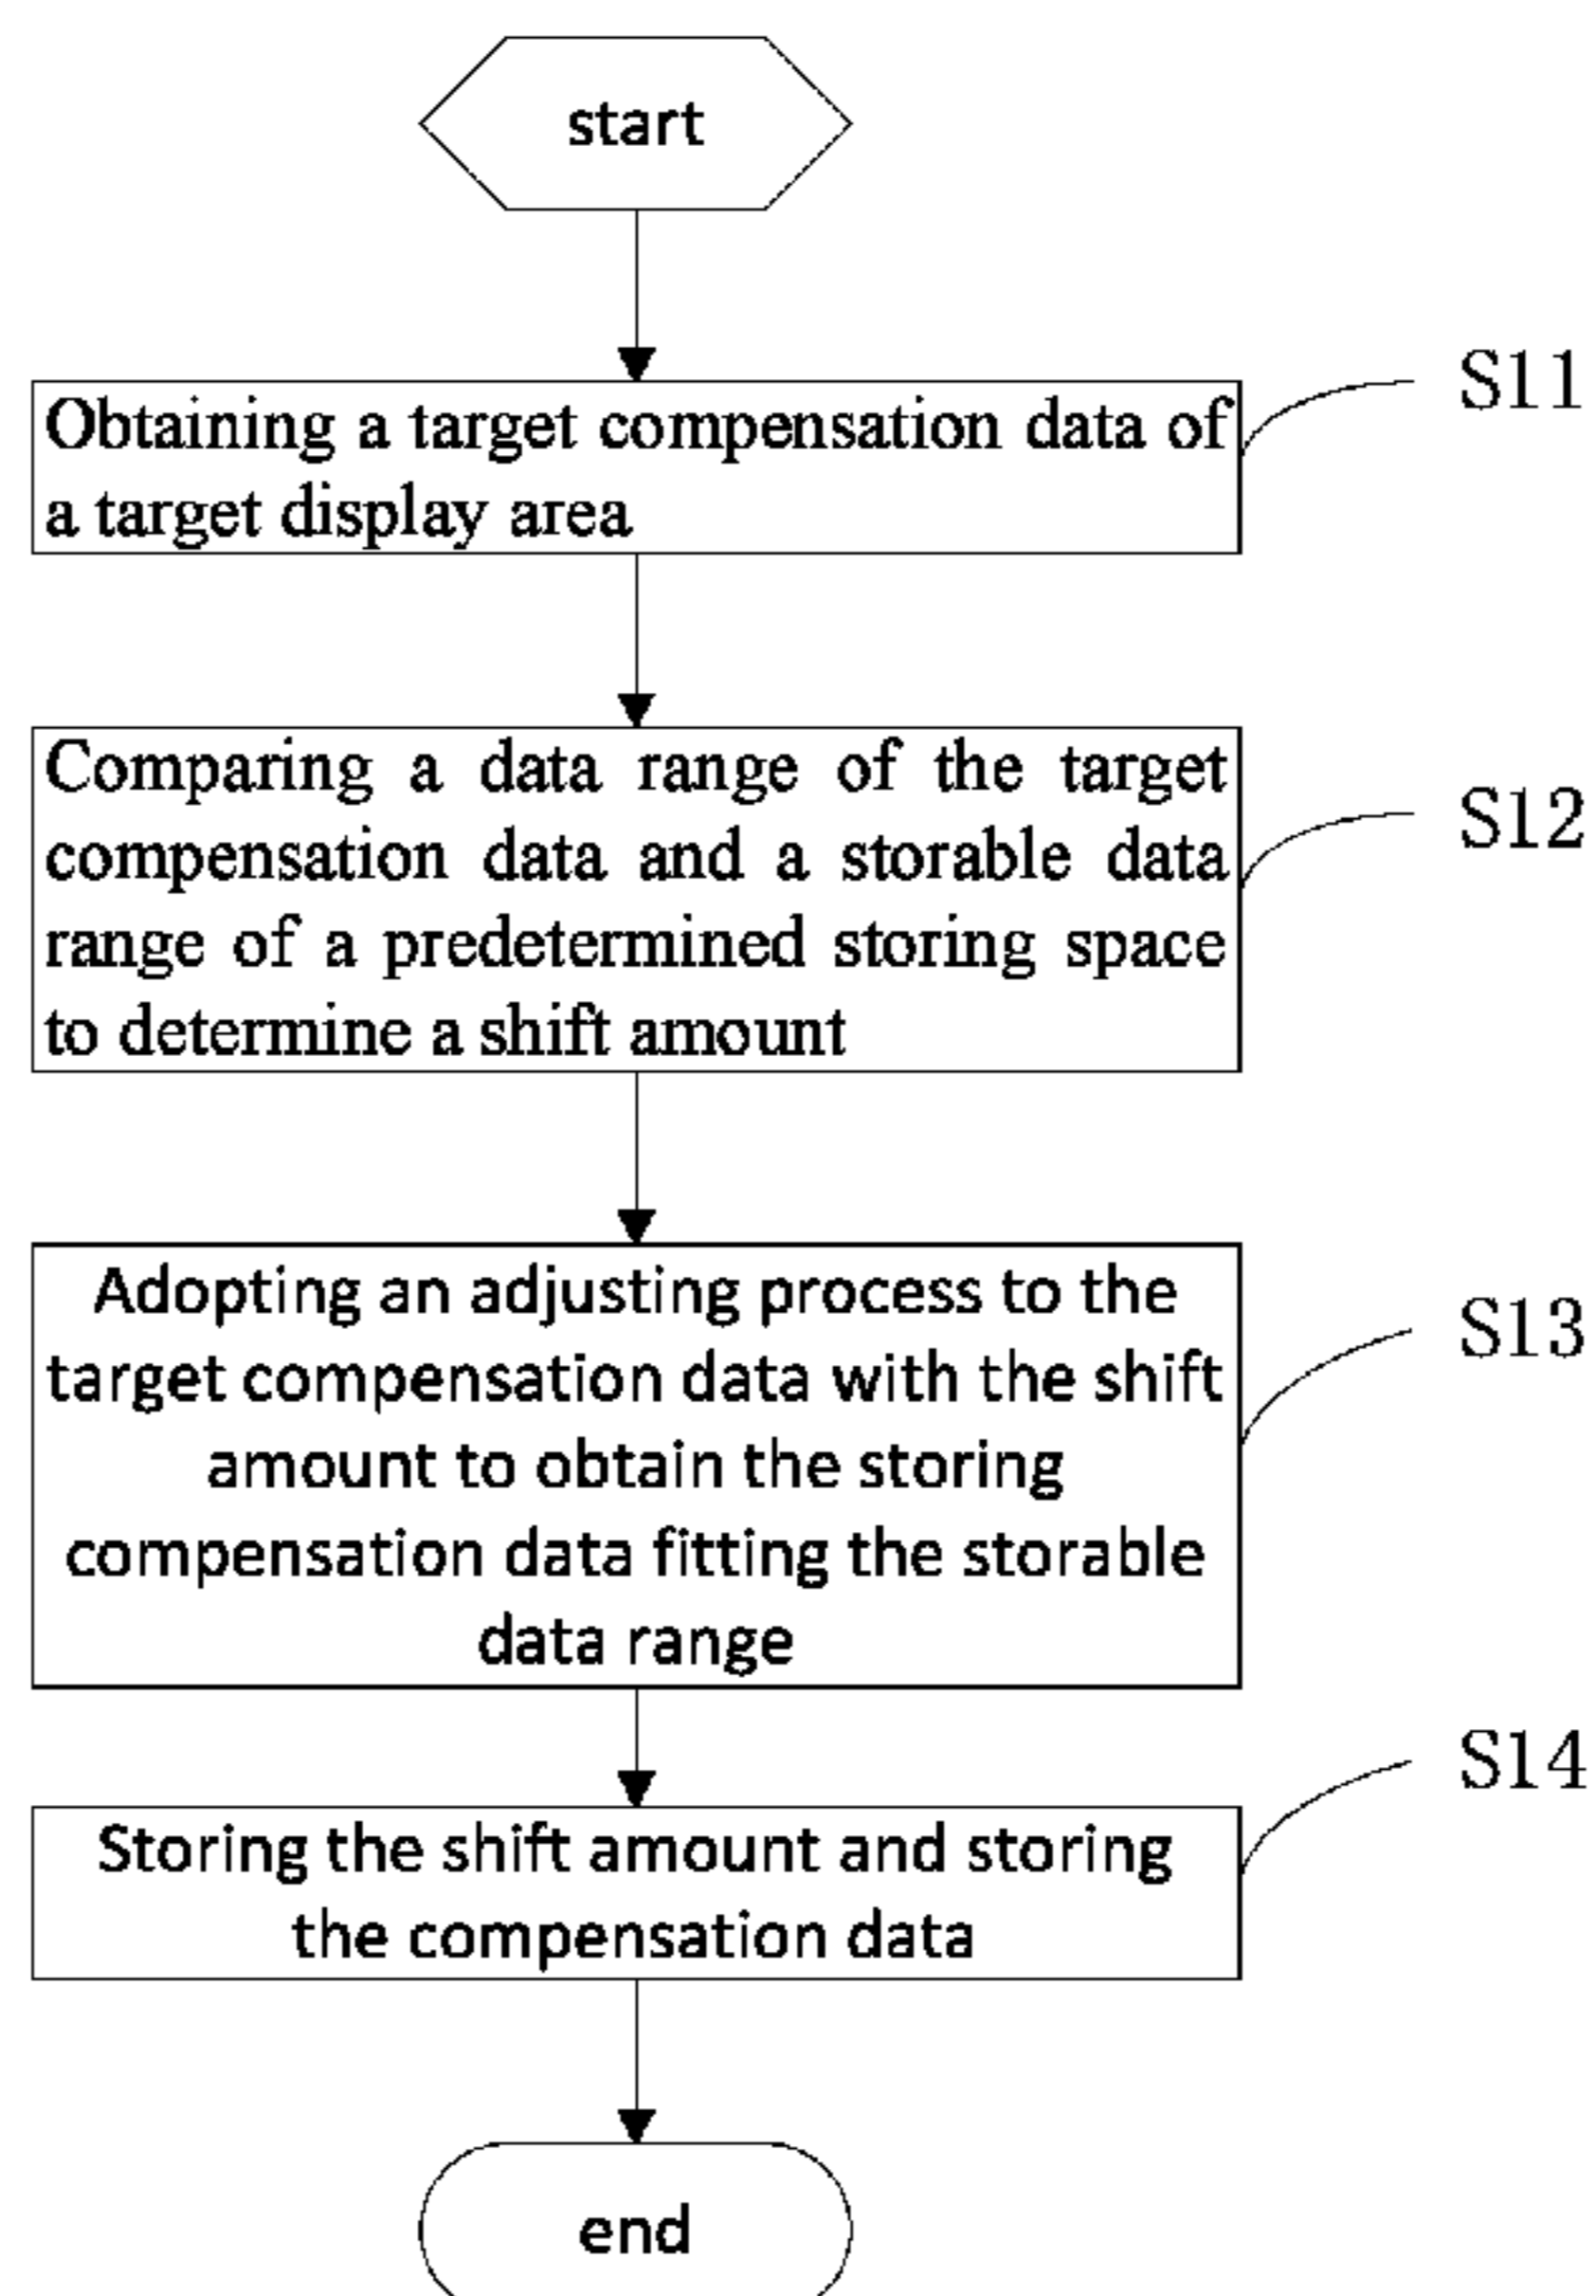 start
S11
Obtaining a target compensation data of
a target display area
Comparing a data range of the target
compensation data and a storable data
range of a predetermined storing space
to determine a shift amount
S12
Adopting an adjusting process to the
target compensation data with the shift
amount to obtain the storing
compensation data fitting the storable
data range
S13
Storing the shift amount and storing
the compensation data
S14
end